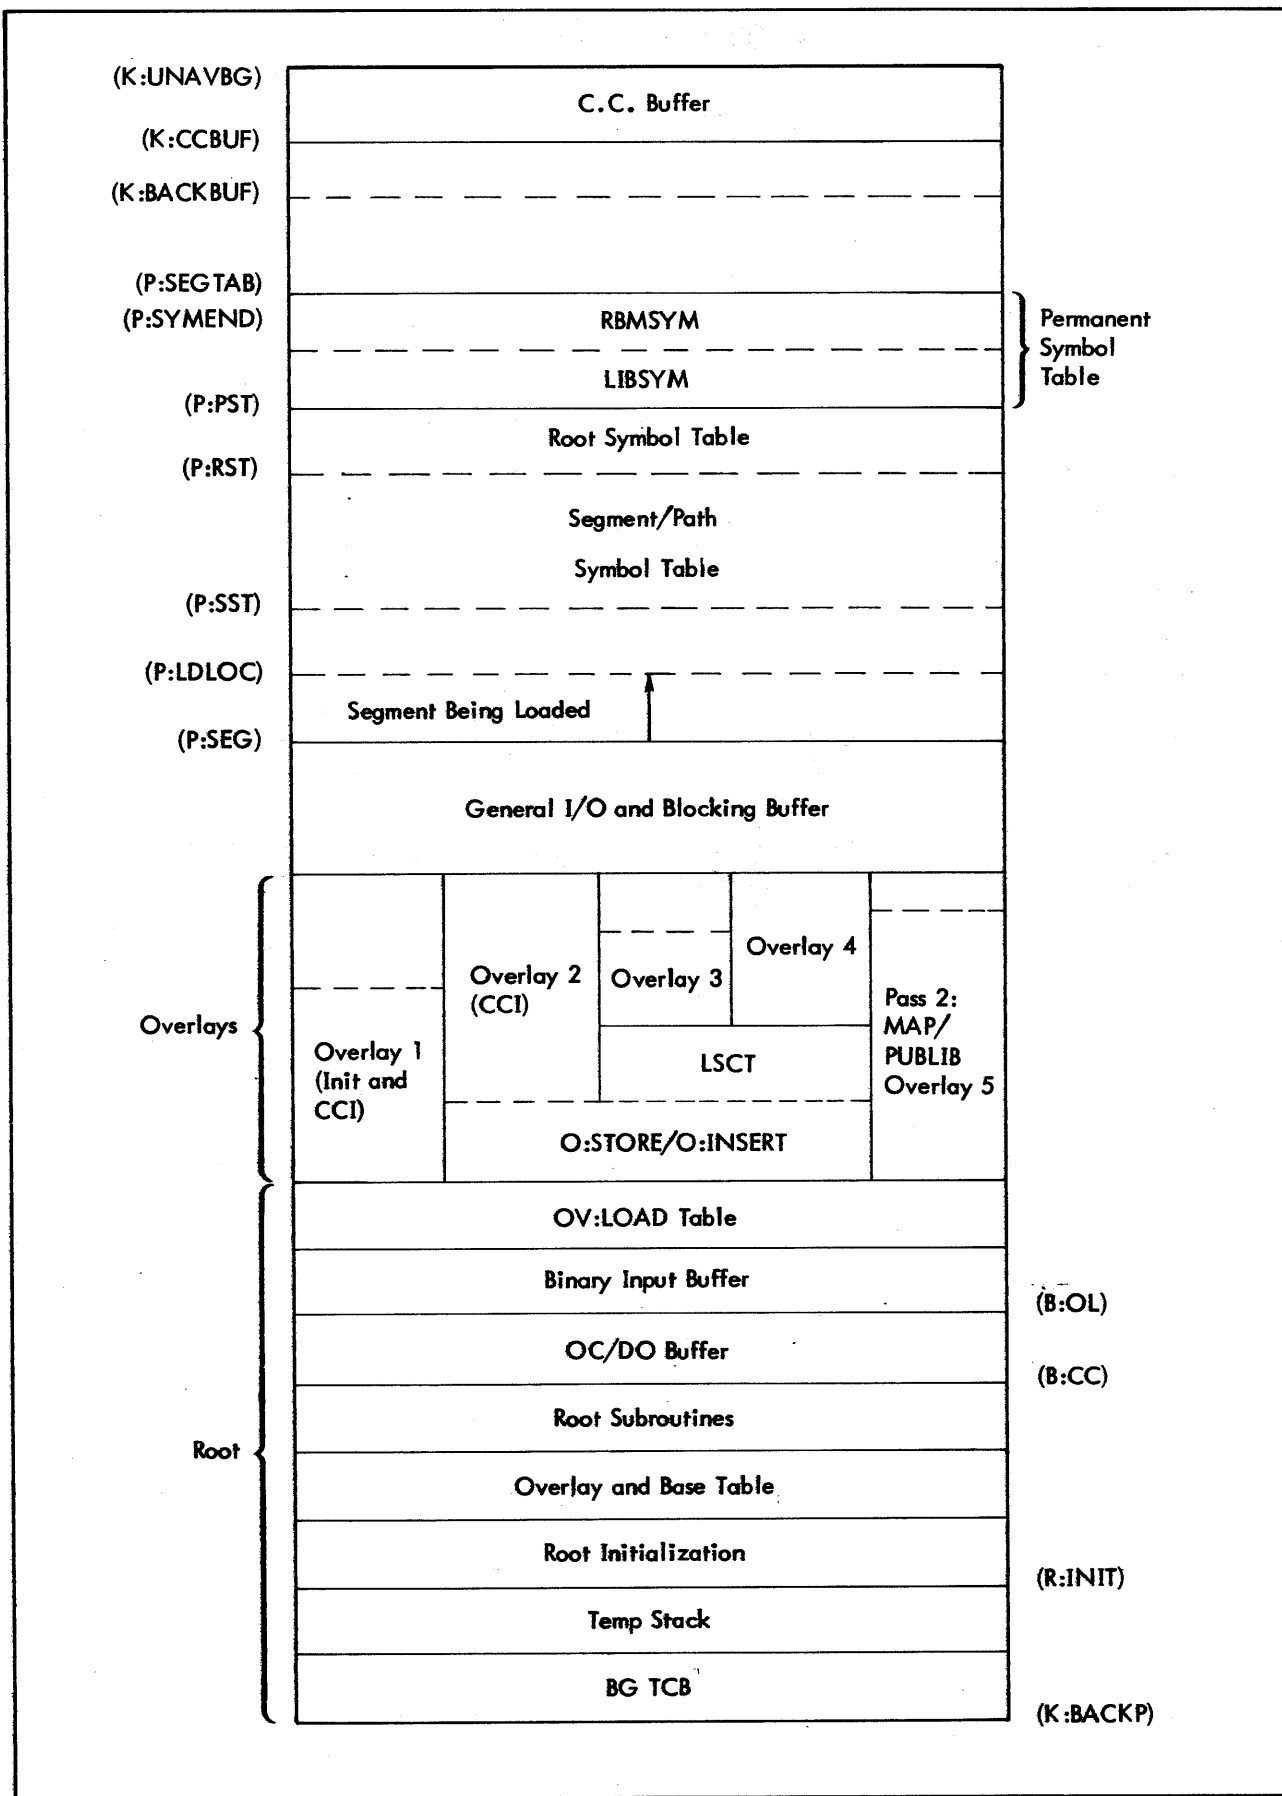 (K:UNAVBG)
C.C. Buffer
(K:CCBUF)
(K:BACKBUF)
(P:SEGTAB)
(P:SYMEND)
RBMSYM
Permanent
Symbol
Table
LIBSYM
(P:PST)
Root Symbol Table
(P:RST)
Segment/Path
Symbol Table
(P:SST)
(P:LDLOC)
Segment Being Loaded
(P:SEG)
General I/O and Blocking Buffer
Overlays
Overlay 1
(Init and
CCI)
Overlay 2
(CCI)
Overlay 3
Overlay 4
LSCT
O:STORE/O:INSERT
Pass 2:
MAP/
PUBLIB
Overlay 5
Root
OV:LOAD Table
Binary Input Buffer
(B:OL)
OC/DO Buffer
(B:CC)
Root Subroutines
Overlay and Base Table
Root Initialization
(R:INIT)
Temp Stack
BG TCB
(K:BACKP)